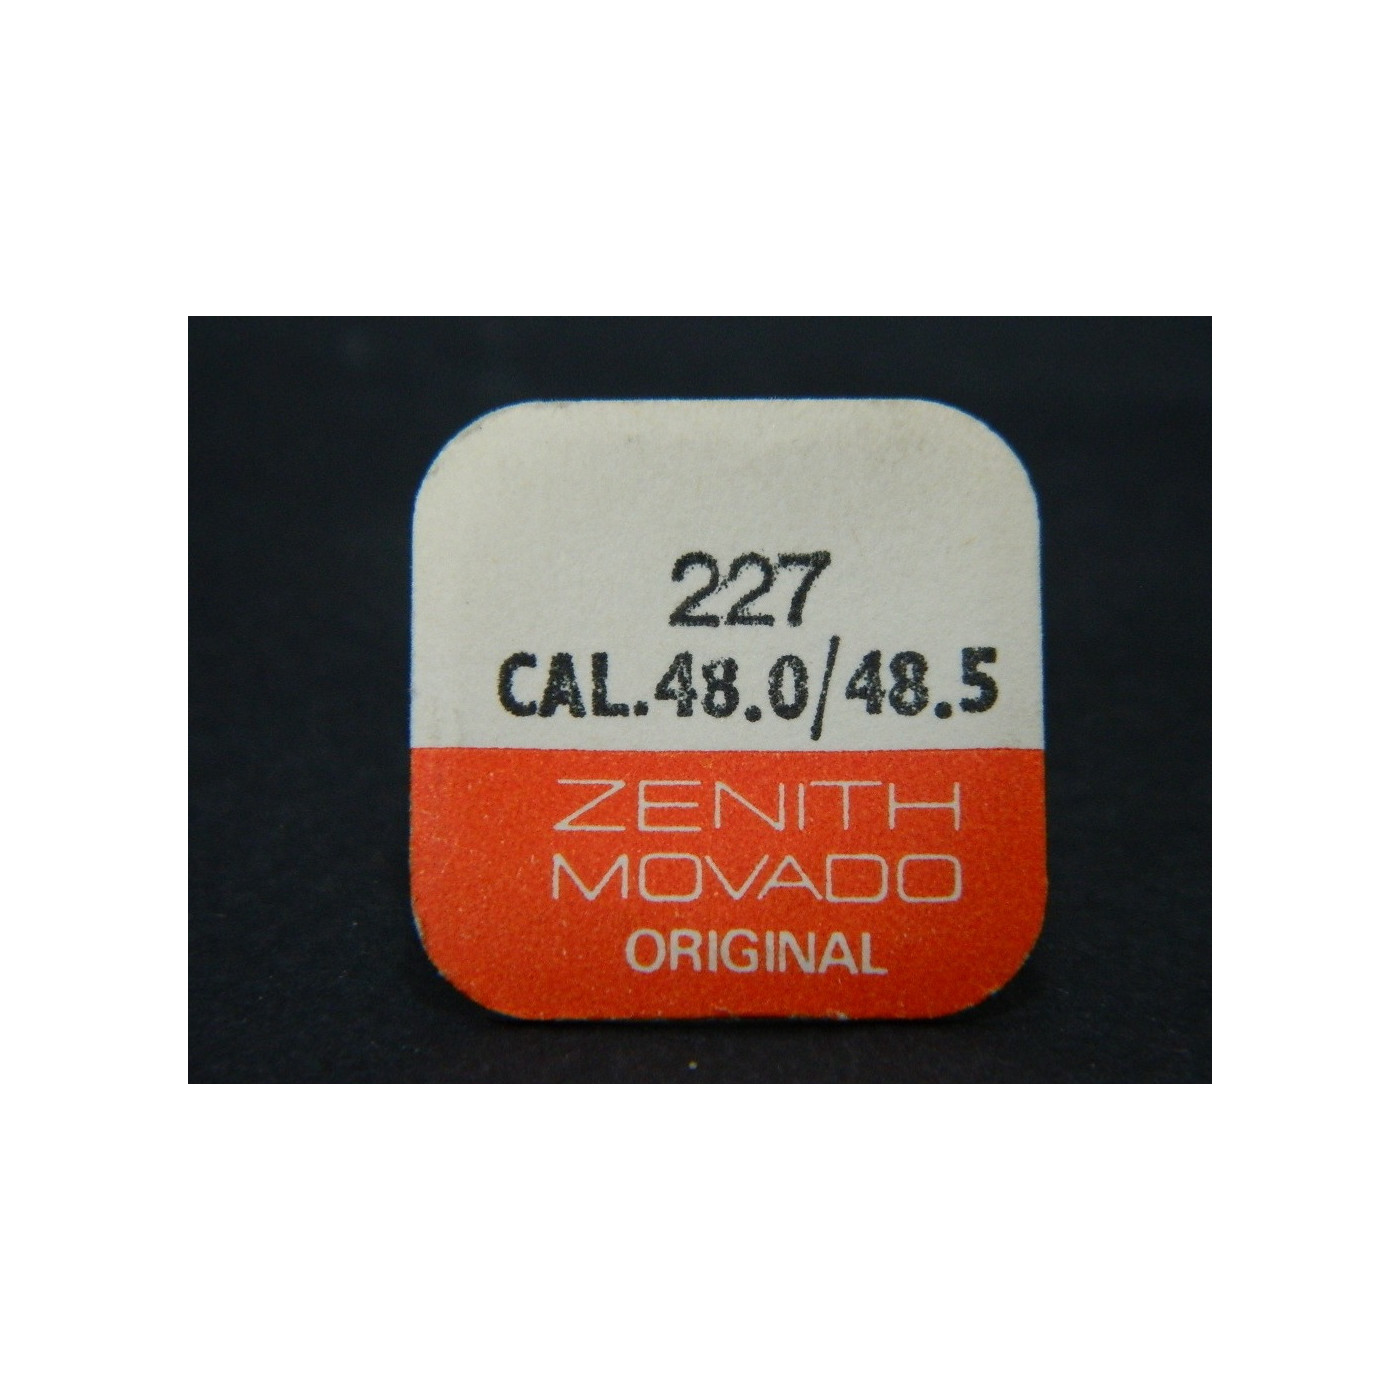 227
CAL.48.0/48.5
ZENITH
MOVADO
ORIGINAL